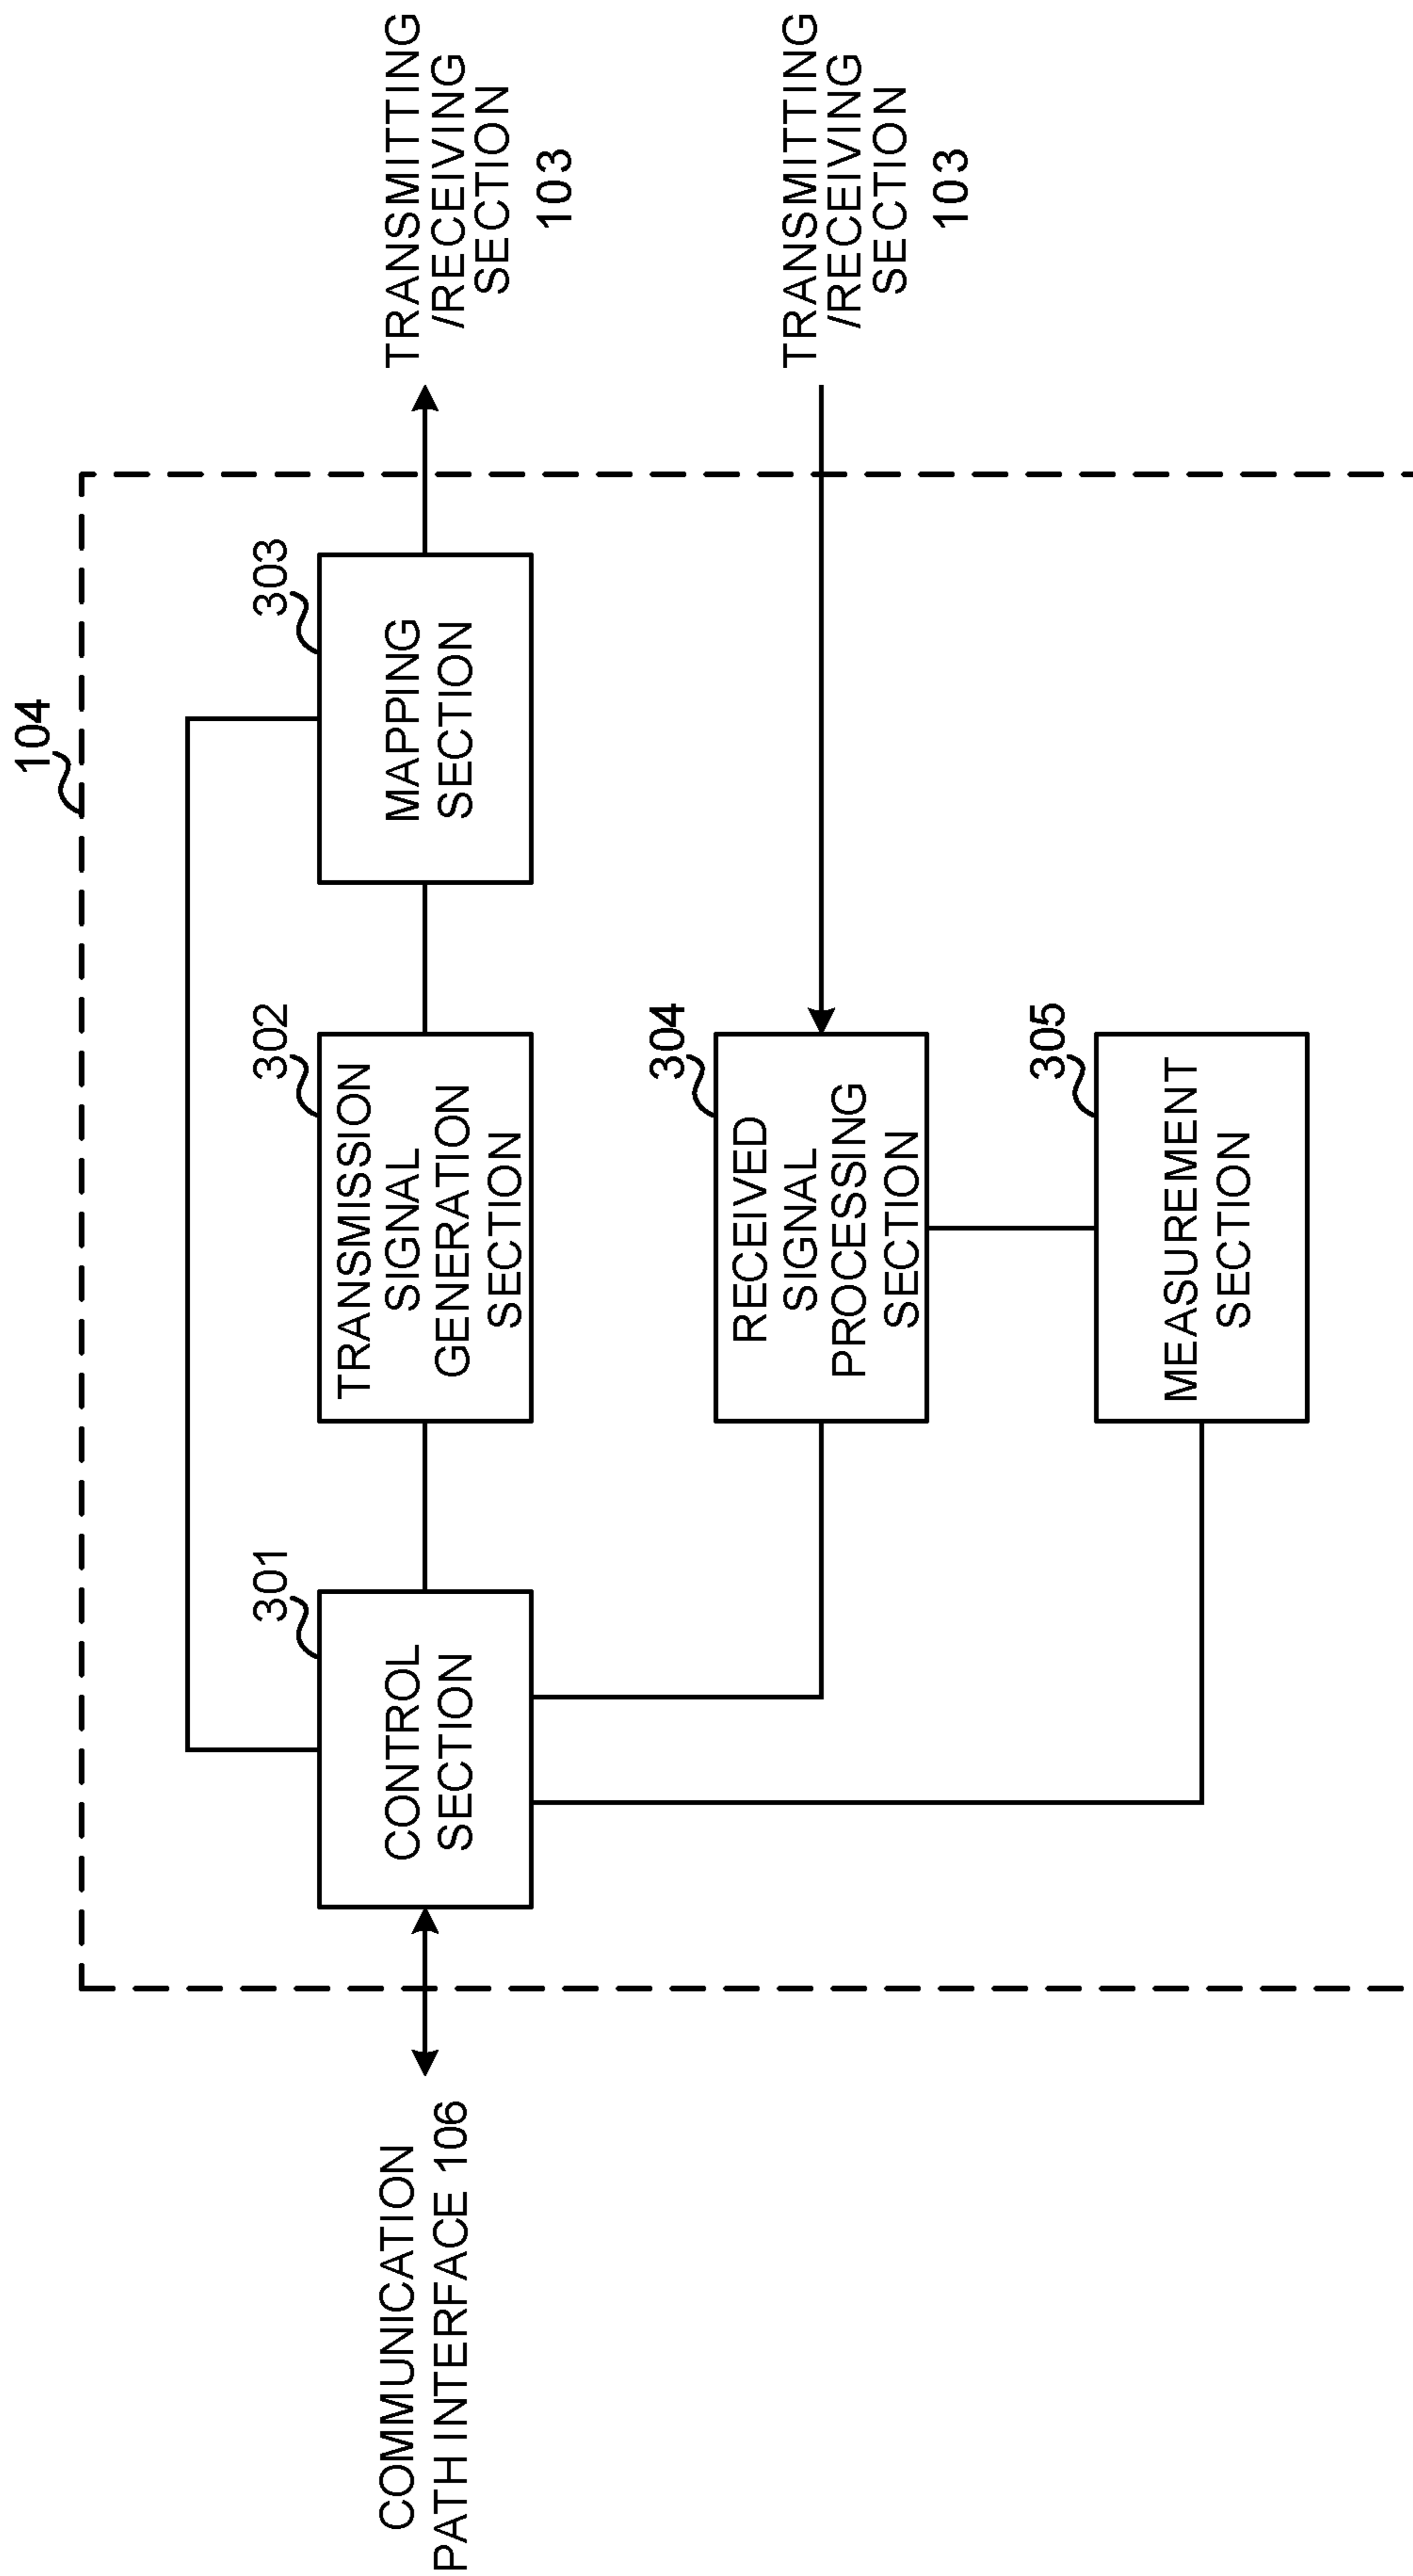 104
COMMUNICATION
PATH INTERFACE 106
301
CONTROL
SECTION
302
TRANSMISSION
SIGNAL
GENERATION
SECTION
303
MAPPING
SECTION
TRANSMITTING
/RECEIVING
SECTION
103
304
RECEIVED
SIGNAL
PROCESSING
SECTION
TRANSMITTING
/RECEIVING
SECTION
103
305
MEASUREMENT
SECTION